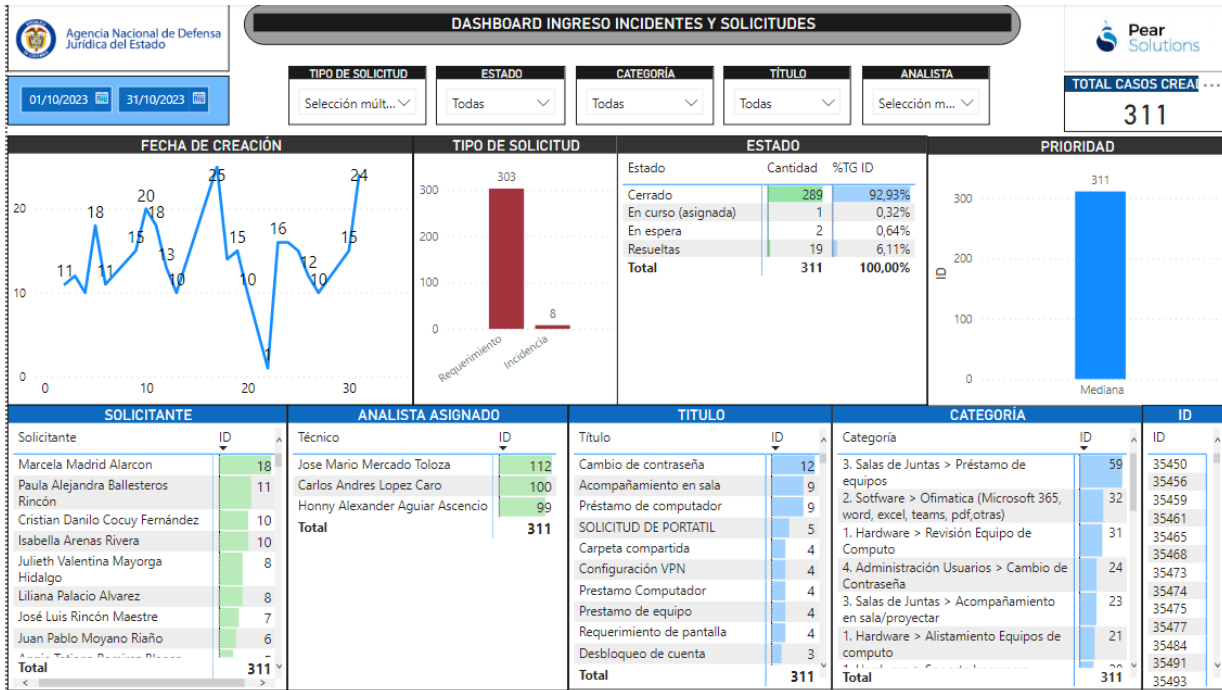 Agencia Nacional de Defensa
Jurídica del Estado
DASHBOARD INGRESO INCIDENTES Y SOLICITUDES
Pear
Solutions
01/10/2023 31/10/2023
TIPO DE SOLICITUD ESTADO CATEGORÍA TÍTULO ANALISTA
Selección múlt... Todas Todas Todas Selección m...
TOTAL CASOS CREAD ...
311
FECHA DE CREACIÓN
20
10
0
0 10 20 30
11 18 11 15 20 18 13 10 25 15 10 1 16 12 10 15 24
TIPO DE SOLICITUD
300
200
100
0
303
8
Requerimiento
Incidencia
ESTADO
Estado Cantidad %TG ID
Cerrado 289 92,93%
En curso (asignada) 1 0,32%
En espera 2 0,64%
Resueltas 19 6,11%
Total 311 100,00%
PRIORIDAD
311
300
200
100
0
ID
Mediana
SOLICITANTE
Solicitante ID
Marcela Madrid Alarcon 18
Paula Alejandra Ballesteros 11
Rincón
Cristian Danilo Cocuy Fernández 10
Isabella Arenas Rivera 10
Julieth Valentina Mayorga 8
Hidalgo
Liliana Palacio Alvarez 8
José Luis Rincón Maestre 7
Juan Pablo Moyano Riaño 6
Total 311
ANALISTA ASIGNADO
Técnico ID
Jose Mario Mercado Toloza 112
Carlos Andres Lopez Caro 100
Honny Alexander Aguiar Ascencio 99
Total 311
TITULO
Título ID
Cambio de contraseña 12
Acompañamiento en sala 9
Préstamo de computador 9
SOLICITUD DE PORTATIL 5
Carpeta compartida 4
Configuración VPN 4
Prestamo Computador 4
Prestamo de equipo 4
Requerimiento de pantalla 4
Desbloqueo de cuenta 3
Total 311
CATEGORÍA
Categoría ID
3. Salas de Juntas > Préstamo de 59
equipos
2. Sotfware > Ofimatica (Microsoft 365, 32
word, excel, teams, pdf,otras)
1. Hardware > Revisión Equipo de 31
Computo
4. Administración Usuarios > Cambio de 24
Contraseña
3. Salas de Juntas > Acompañamiento 23
en sala/proyectar
1. Hardware > Alistamiento Equipos de 21
computo
Total 311
ID
ID
35450
35456
35459
35461
35465
35468
35473
35474
35475
35477
35484
35491
35493